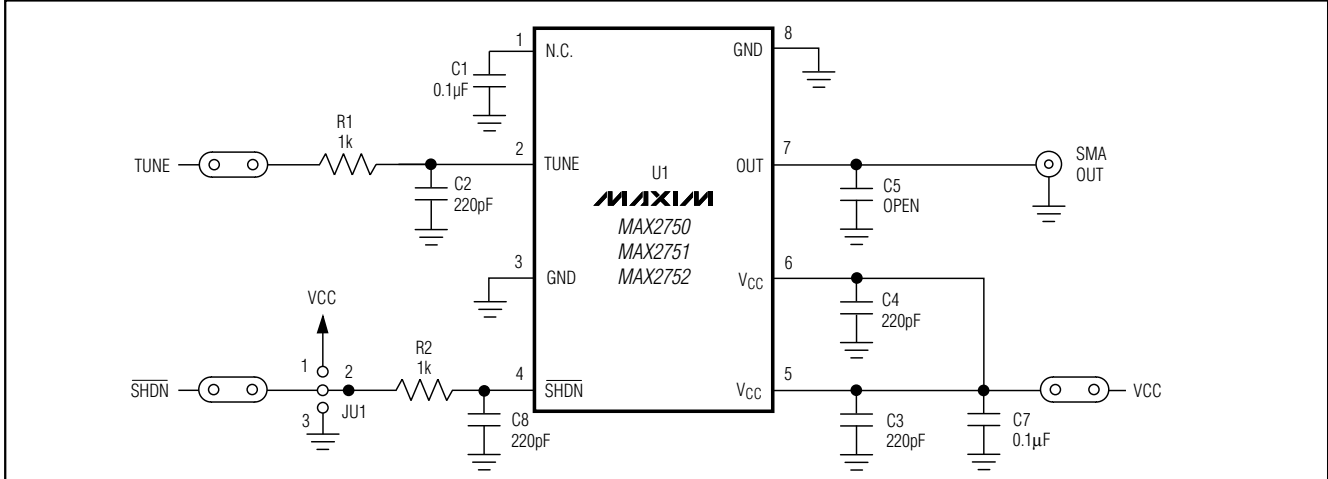 1
N.C.
C1
0.1µF
8
GND
TUNE
R1
1k
2
TUNE
C2
220pF
U1
MAXIM
MAX2750
MAX2751
MAX2752
7
OUT
C5
OPEN
SMA
OUT
3
GND
6
VCC
C4
220pF
VCC
SHDN
1
2
3
JU1
R2
1k
4
SHDN
C8
220pF
5
VCC
C3
220pF
C7
0.1µF
VCC